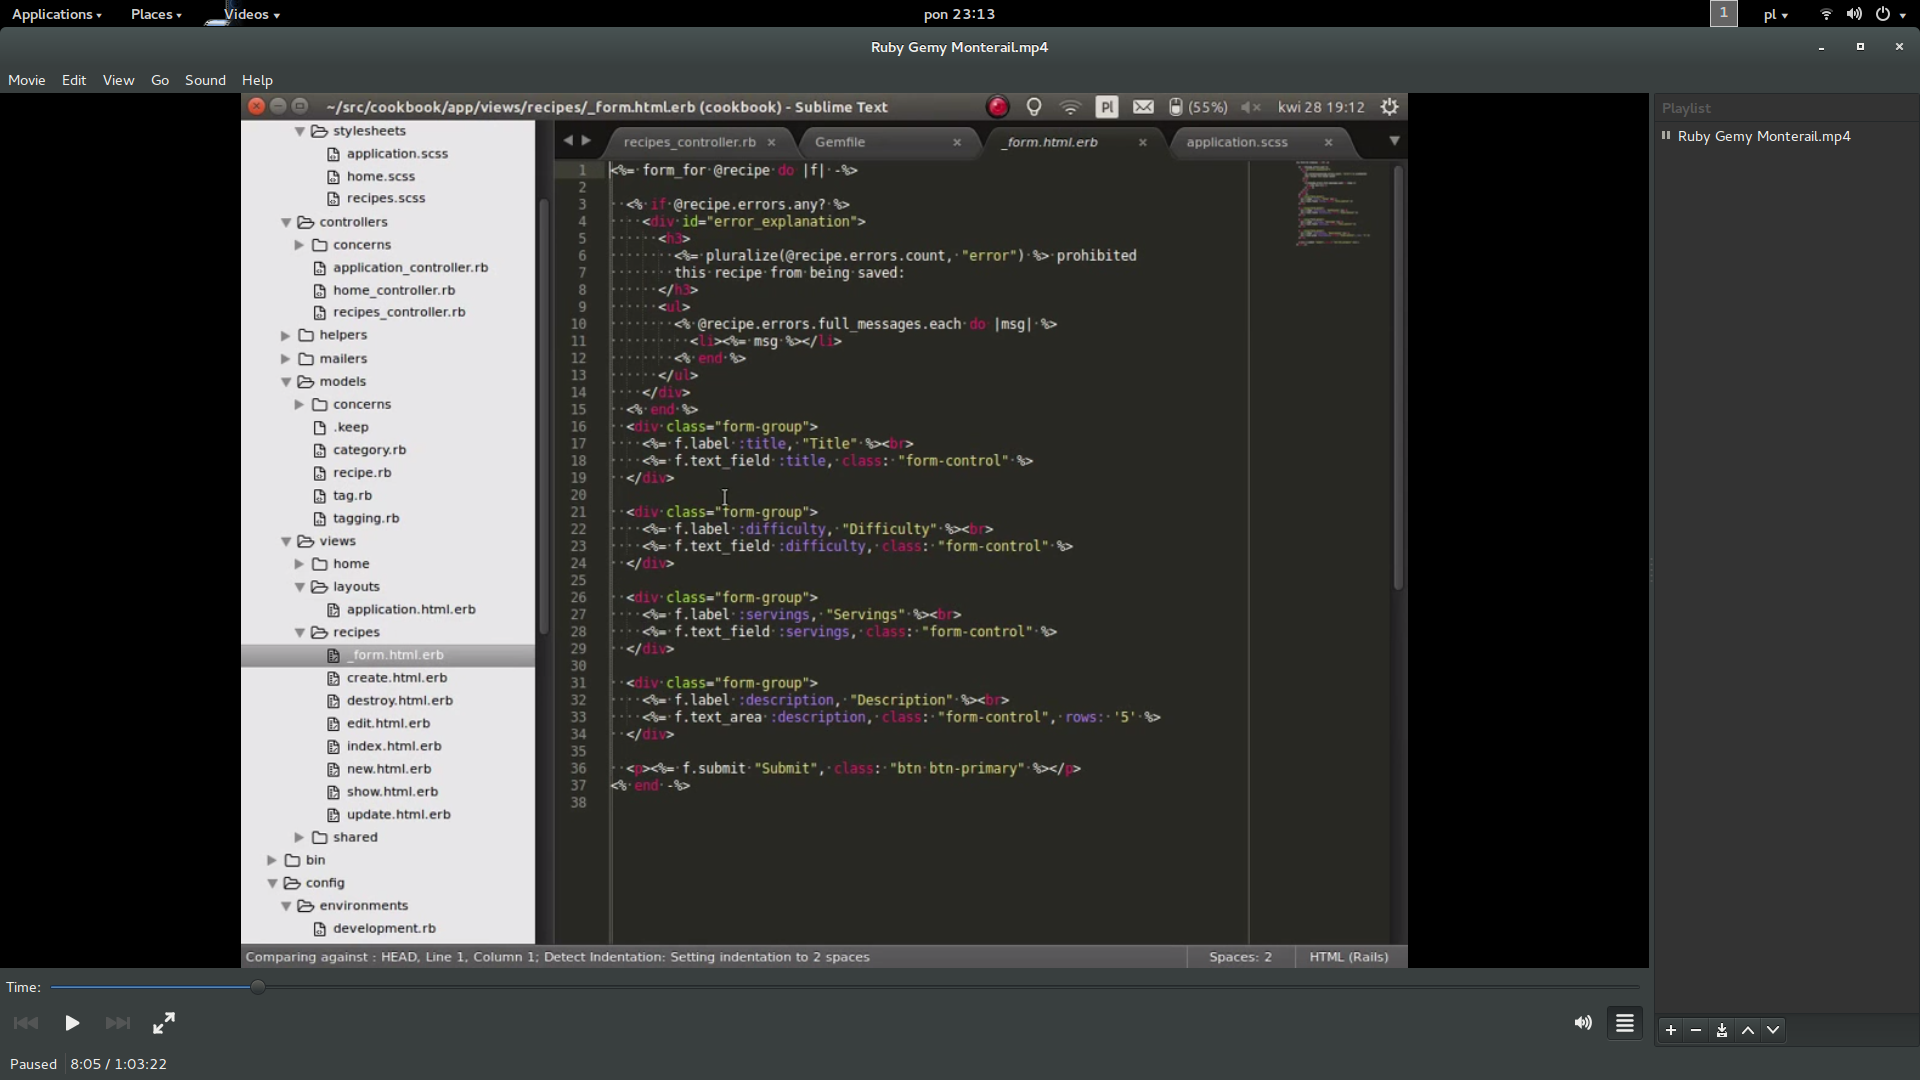 Applications Places Videos pon 23:13 1 pl
Ruby Gemy Monterail.mp4
Movie Edit View Go Sound Help
~/src/cookbook/app/views/recipes/_form.html.erb (cookbook) - Sublime Text Pl (55%) kwi 28 19:12
Playlist
Ruby Gemy Monterail.mp4
stylesheets
application.scss
home.scss
recipes.scss
controllers
concerns
application_controller.rb
home_controller.rb
recipes_controller.rb
helpers
mailers
models
concerns
.keep
category.rb
recipe.rb
tag.rb
tagging.rb
views
home
layouts
application.html.erb
recipes
_form.html.erb
create.html.erb
destroy.html.erb
edit.html.erb
index.html.erb
new.html.erb
show.html.erb
update.html.erb
shared
bin
config
environments
development.rb
recipes_controller.rb Gemfile _form.html.erb application.scss
1 <%= form_for @recipe do |f| -%>
2
3 <% if @recipe.errors.any? %>
4 <div id="error_explanation">
5 <h3>
6 <%= pluralize(@recipe.errors.count, "error") %> prohibited
7 this recipe from being saved:
8 </h3>
9 <ul>
10 <% @recipe.errors.full_messages.each do |msg| %>
11 <li><%= msg %></li>
12 <% end %>
13 </ul>
14 </div>
15 <% end %>
16 <div class="form-group">
17 <%= f.label :title, "Title" %><br>
18 <%= f.text_field :title, class: "form-control" %>
19 </div>
20
21 <div class="form-group">
22 <%= f.label :difficulty, "Difficulty" %><br>
23 <%= f.text_field :difficulty, class: "form-control" %>
24 </div>
25
26 <div class="form-group">
27 <%= f.label :servings, "Servings" %><br>
28 <%= f.text_field :servings, class: "form-control" %>
29 </div>
30
31 <div class="form-group">
32 <%= f.label :description, "Description" %><br>
33 <%= f.text_area :description, class: "form-control", rows: '5' %>
34 </div>
35
36 <p><%= f.submit "Submit", class: "btn btn-primary" %></p>
37 <% end -%>
38
Comparing against : HEAD, Line 1, Column 1; Detect Indentation: Setting indentation to 2 spaces Spaces: 2 HTML (Rails)
Time:
Paused 8:05 / 1:03:22